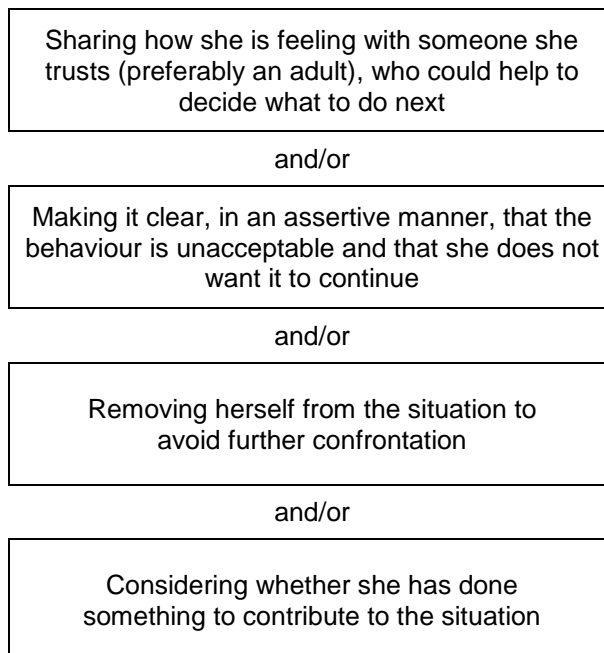 Sharing how she is feeling with someone she
trusts (preferably an adult), who could help to
decide what to do next
and/or
Making it clear, in an assertive manner, that the
behaviour is unacceptable and that she does not
want it to continue
and/or
Removing herself from the situation to
avoid further confrontation
and/or
Considering whether she has done
something to contribute to the situation